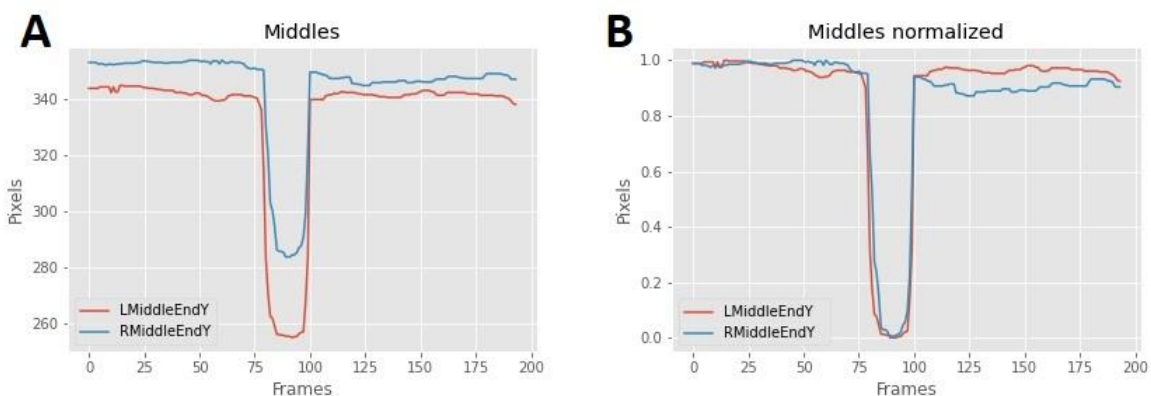 A
Middles
Pixels
340
320
300
280
260
LMiddleEndY
RMiddleEndY
0 25 50 75 100 125 150 175 200
Frames
B
Middles normalized
Pixels
1.0
0.8
0.6
0.4
0.2
0.0
LMiddleEndY
RMiddleEndY
0 25 50 75 100 125 150 175 200
Frames